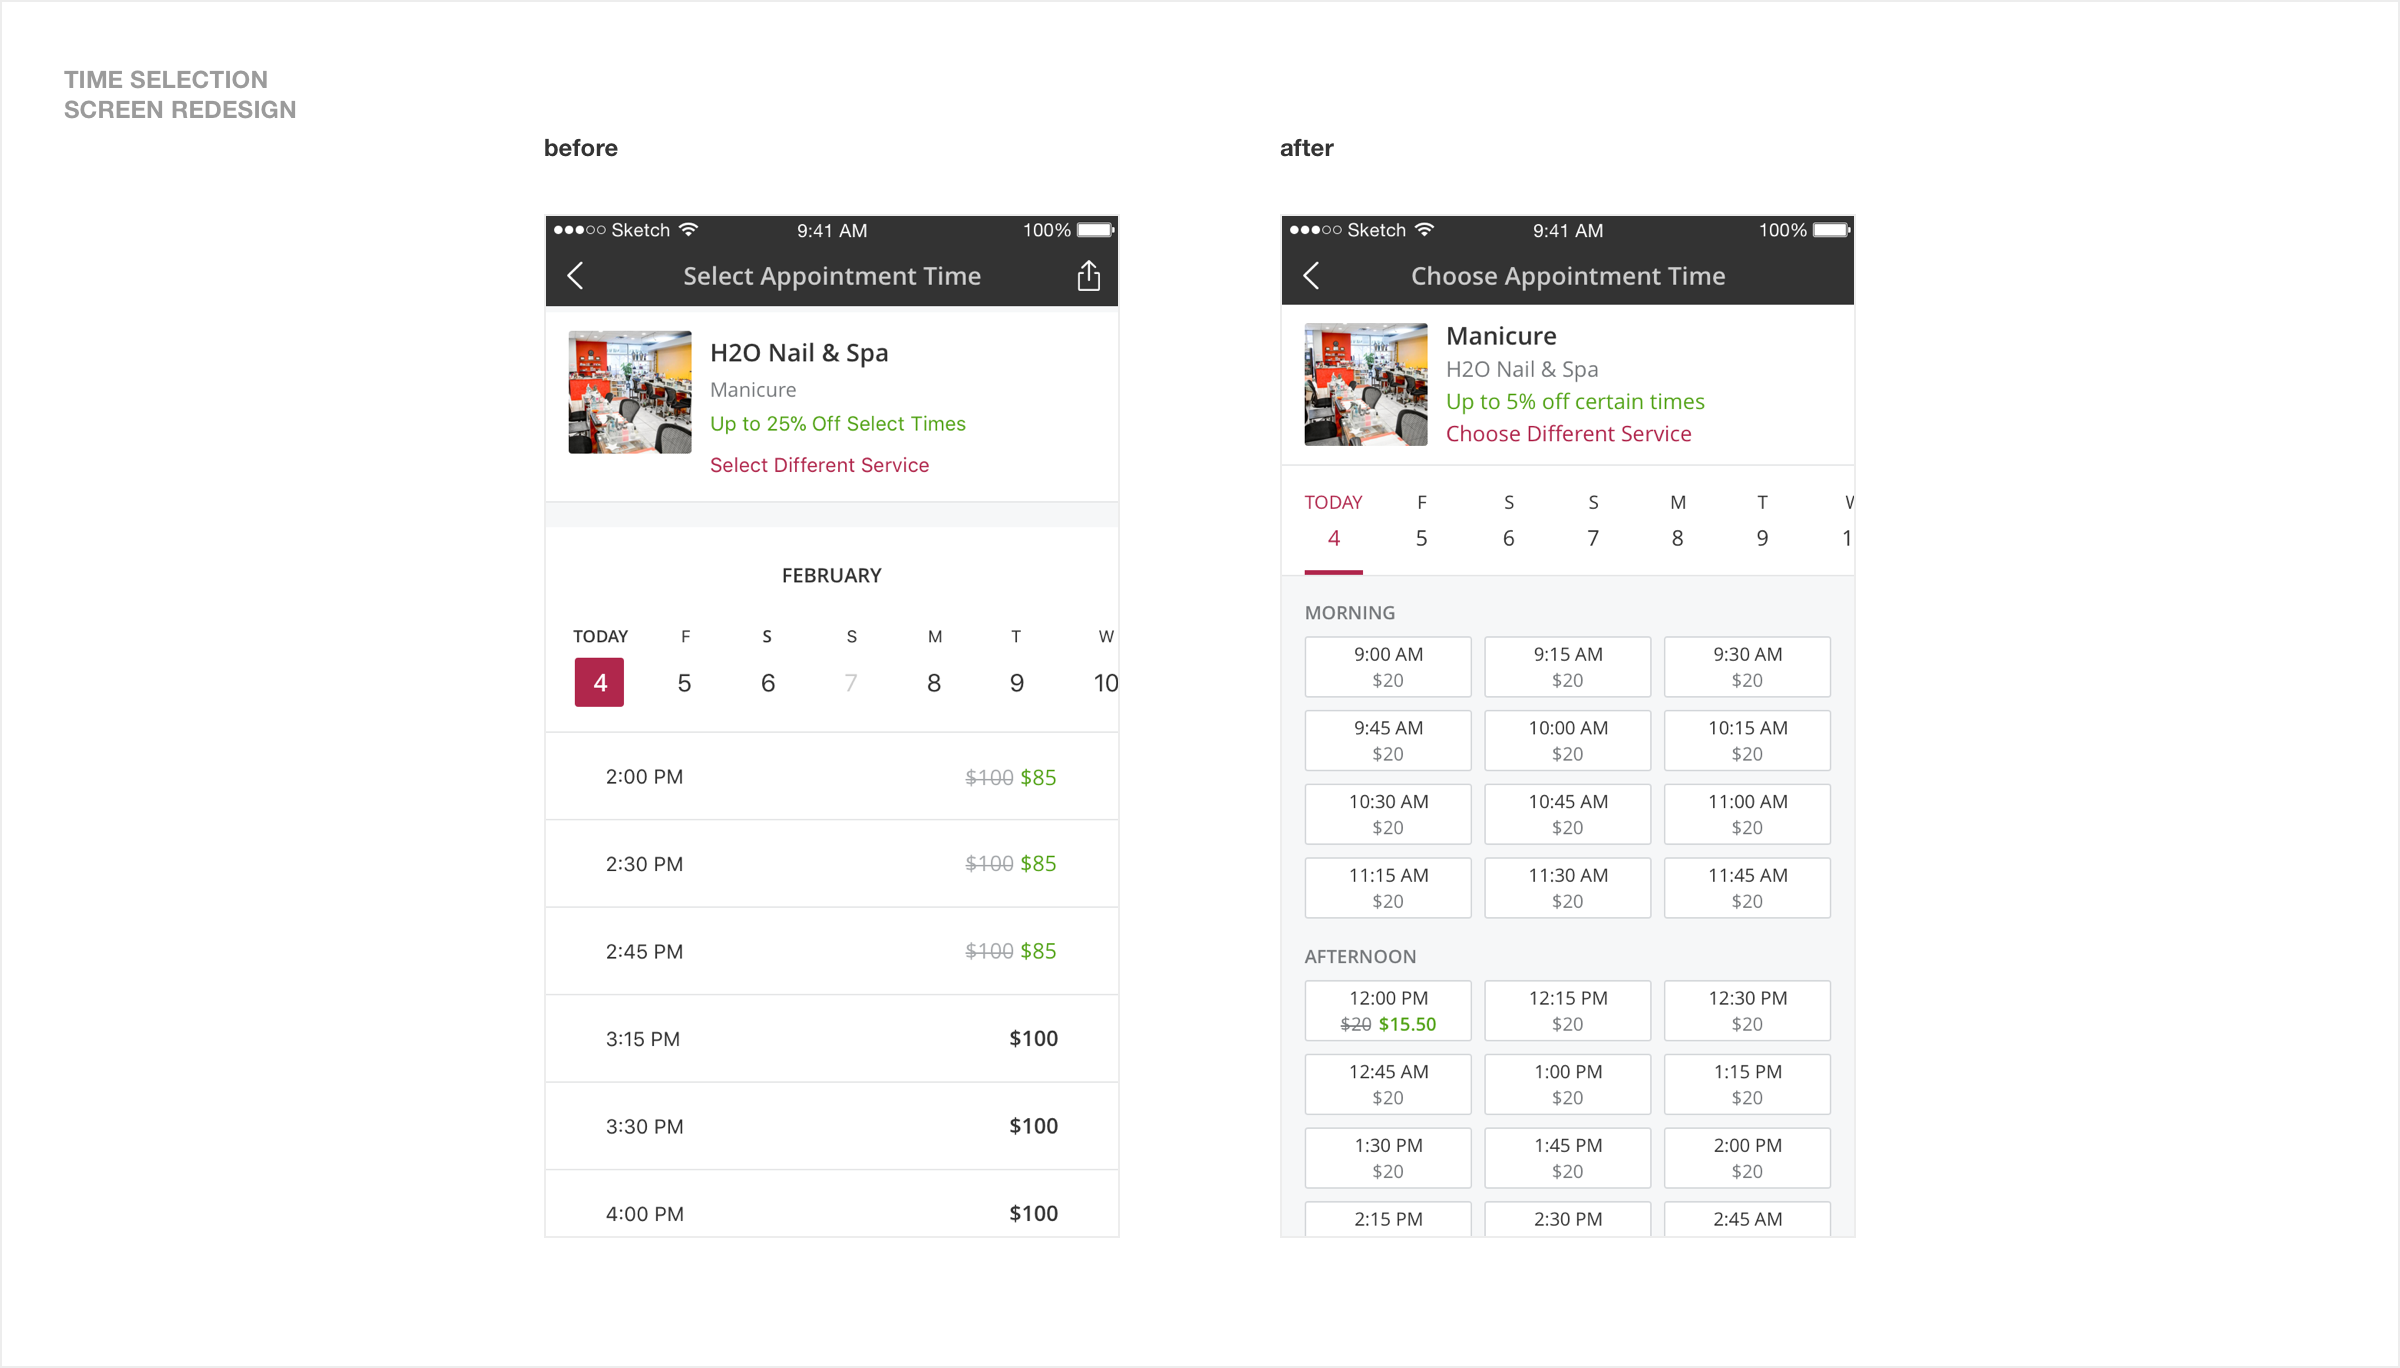 TIME SELECTION
SCREEN REDESIGN
before
Sketch 9:41 AM 100%
Select Appointment Time
H2O Nail & Spa
Manicure
Up to 25% Off Select Times
Select Different Service
FEBRUARY
TODAY F S S M T W
4 5 6 7 8 9 10
2:00 PM $100 $85
2:30 PM $100 $85
2:45 PM $100 $85
3:15 PM $100
3:30 PM $100
4:00 PM $100
after
Sketch 9:41 AM 100%
Choose Appointment Time
Manicure
H2O Nail & Spa
Up to 5% off certain times
Choose Different Service
TODAY F S S M T W
4 5 6 7 8 9 1
MORNING
9:00 AM 9:15 AM 9:30 AM
$20 $20 $20
9:45 AM 10:00 AM 10:15 AM
$20 $20 $20
10:30 AM 10:45 AM 11:00 AM
$20 $20 $20
11:15 AM 11:30 AM 11:45 AM
$20 $20 $20
AFTERNOON
12:00 PM 12:15 PM 12:30 PM
$20 $15.50 $20 $20
12:45 AM 1:00 PM 1:15 PM
$20 $20 $20
1:30 PM 1:45 PM 2:00 PM
$20 $20 $20
2:15 PM 2:30 PM 2:45 AM